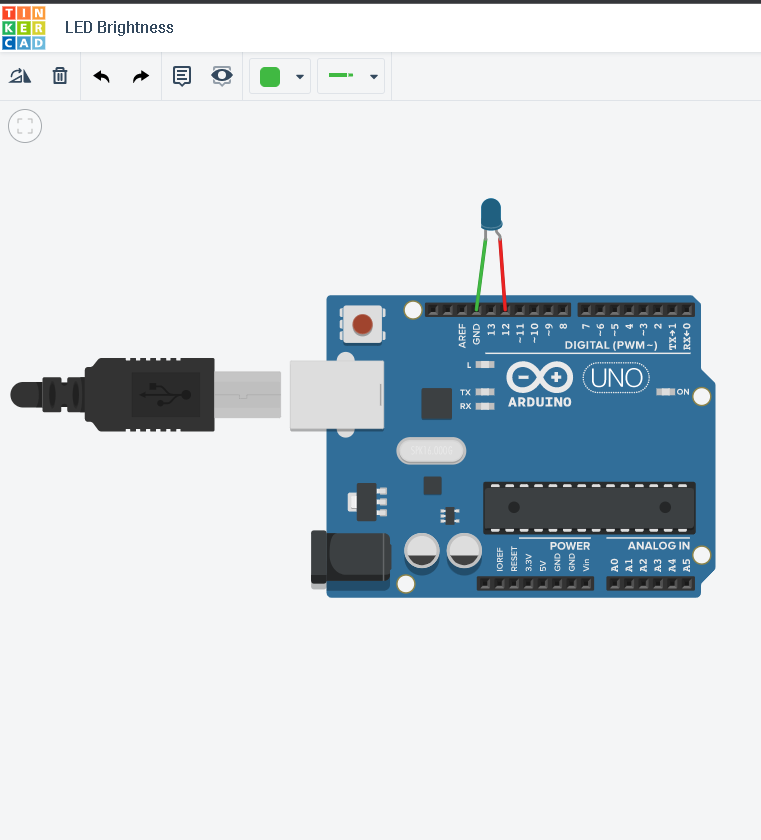 TIN
KER
CAD
LED Brightness
AREF
GND
13
12
~11
~10
~9
8
7
~6
~5
4
~3
2
TX→1
RX←0
DIGITAL (PWM~)
L
TX
RX
ARDUINO
UNO
ON
POWER
ANALOG IN
IOREF
RESET
3.3V
5V
GND
GND
Vin
A0
A1
A2
A3
A4
A5